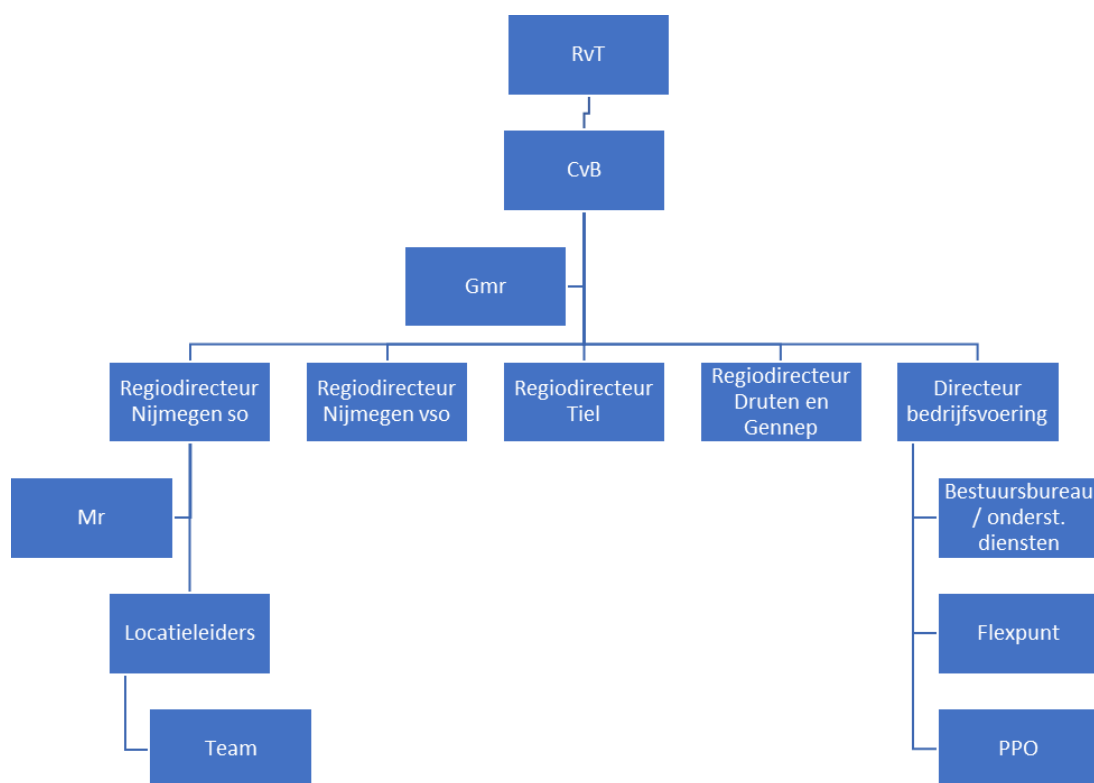 RvT
CvB
Gmr
Regiodirecteur
Nijmegen so
Regiodirecteur
Nijmegen vso
Regiodirecteur
Tiel
Regiodirecteur
Druten en
Gennep
Directeur
bedrijfsvoering
Mr
Bestuursbureau
/ onderst.
diensten
Locatieleiders
Flexpunt
Team
PPO